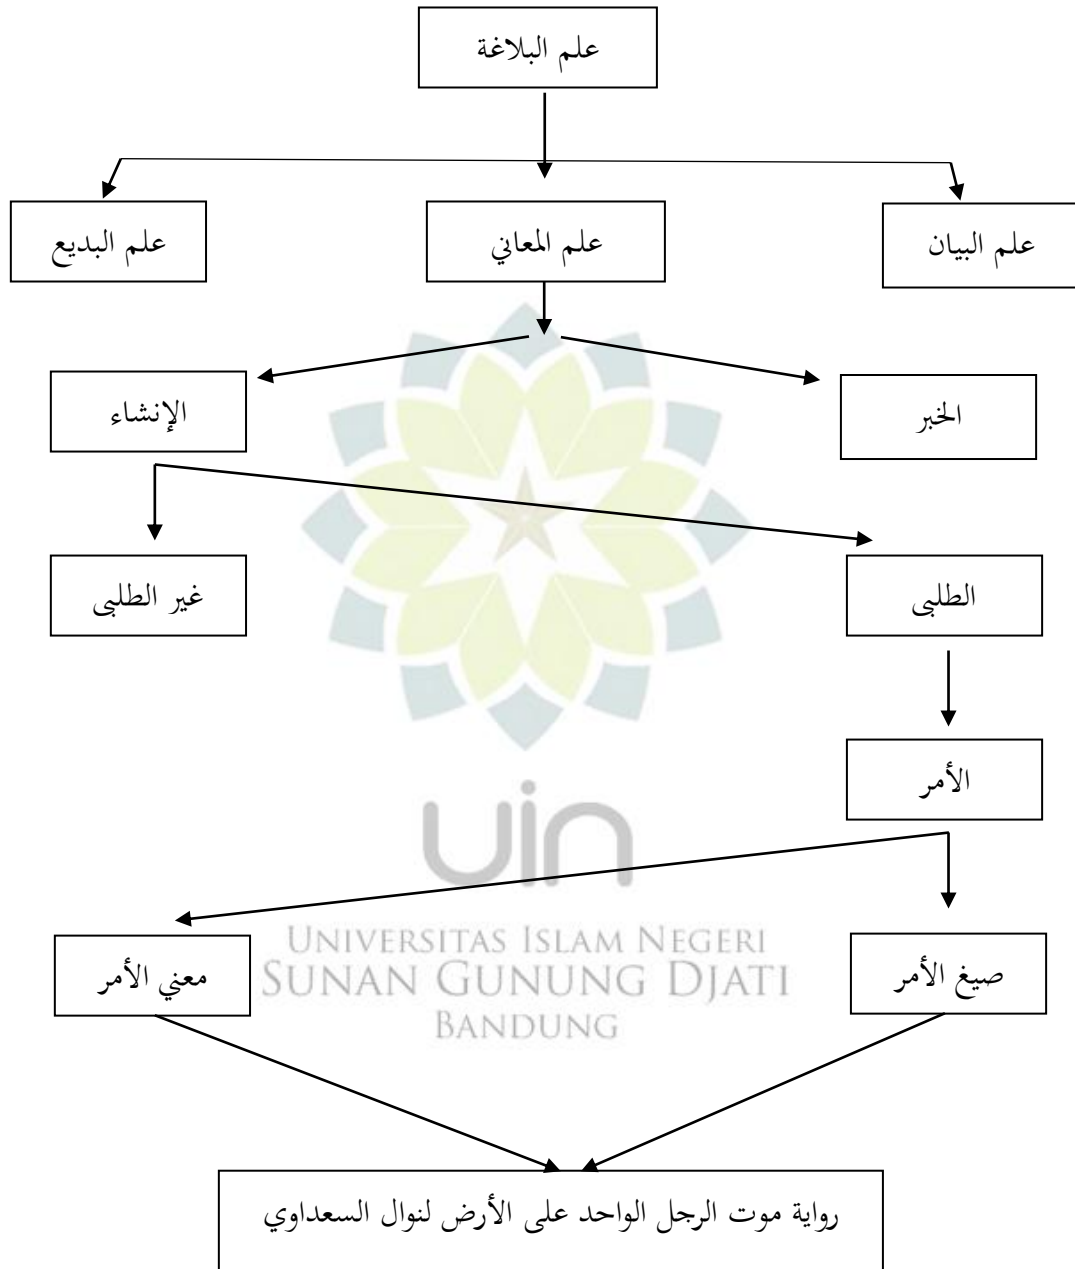 علم البلاغة
علم البيان
علم المعاني
علم البديع
الخبر
الإنشاء
الطلبى
غير الطلبى
الأمر
uin
UNIVERSITAS ISLAM NEGERI
SUNAN GUNUNG DJATI
BANDUNG
صيغ الأمر
معني الأمر
رواية موت الرجل الواحد على الأرض لنوال السعداوي